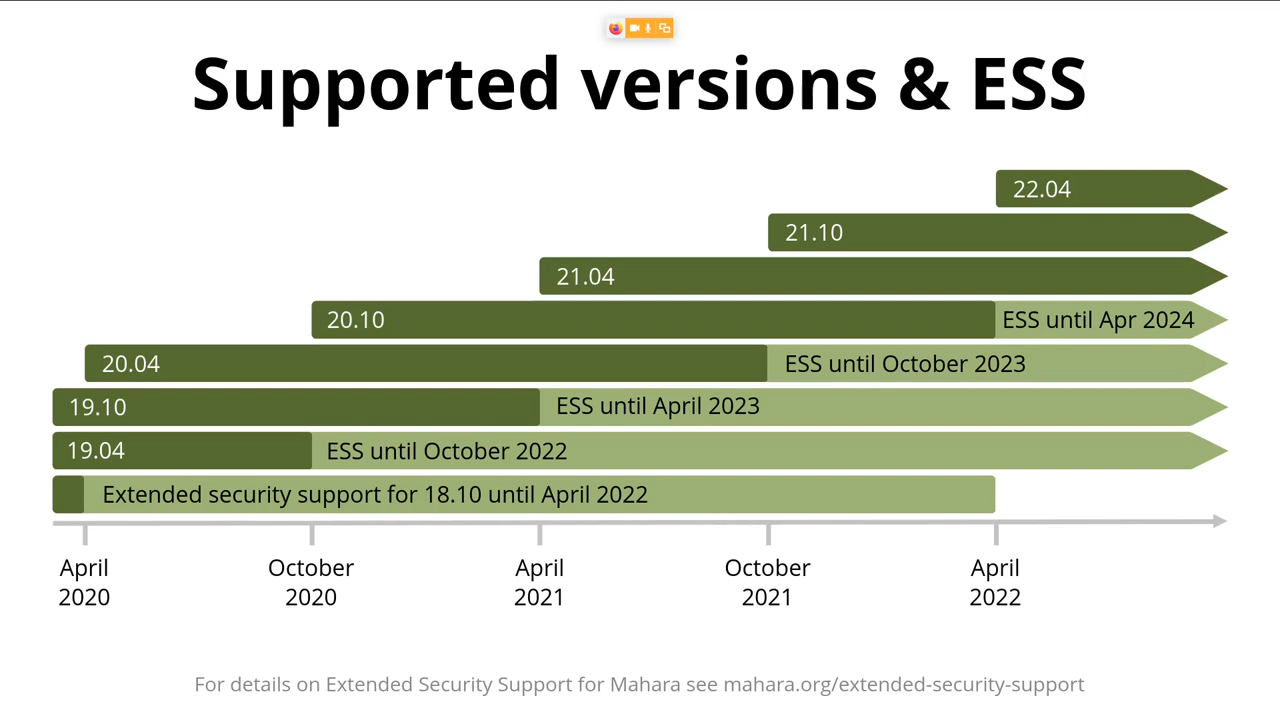 Supported versions & ESS
22.04
21.10
21.04
20.10 ESS until Apr 2024
20.04 ESS until October 2023
19.10 ESS until April 2023
19.04 ESS until October 2022
Extended security support for 18.10 until April 2022
April October April October April
2020 2020 2021 2021 2022
For details on Extended Security Support for Mahara see mahara.org/extended-security-support